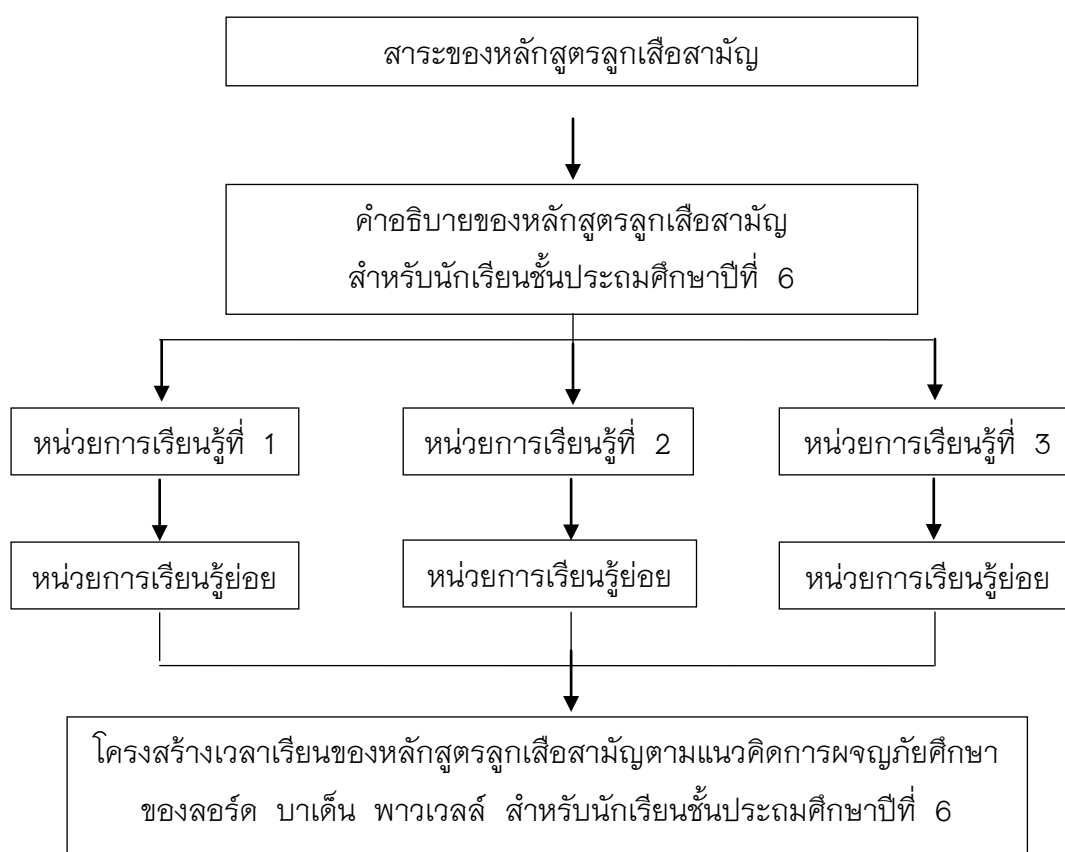 สาระของหลักสูตรลูกเสือสามัญ
คำอธิบายของหลักสูตรลูกเสือสามัญ
สำหรับนักเรียนชั้นประถมศึกษาปีที่ 6
หน่วยการเรียนรู้ที่ 1
หน่วยการเรียนรู้ที่ 2
หน่วยการเรียนรู้ที่ 3
หน่วยการเรียนรู้ย่อย
หน่วยการเรียนรู้ย่อย
หน่วยการเรียนรู้ย่อย
โครงสร้างเวลาเรียนของหลักสูตรลูกเสือสามัญตามแนวคิดการผจญภัยศึกษา
ของลอร์ด บาเด็น พาวเวลล์ สำหรับนักเรียนชั้นประถมศึกษาปีที่ 6